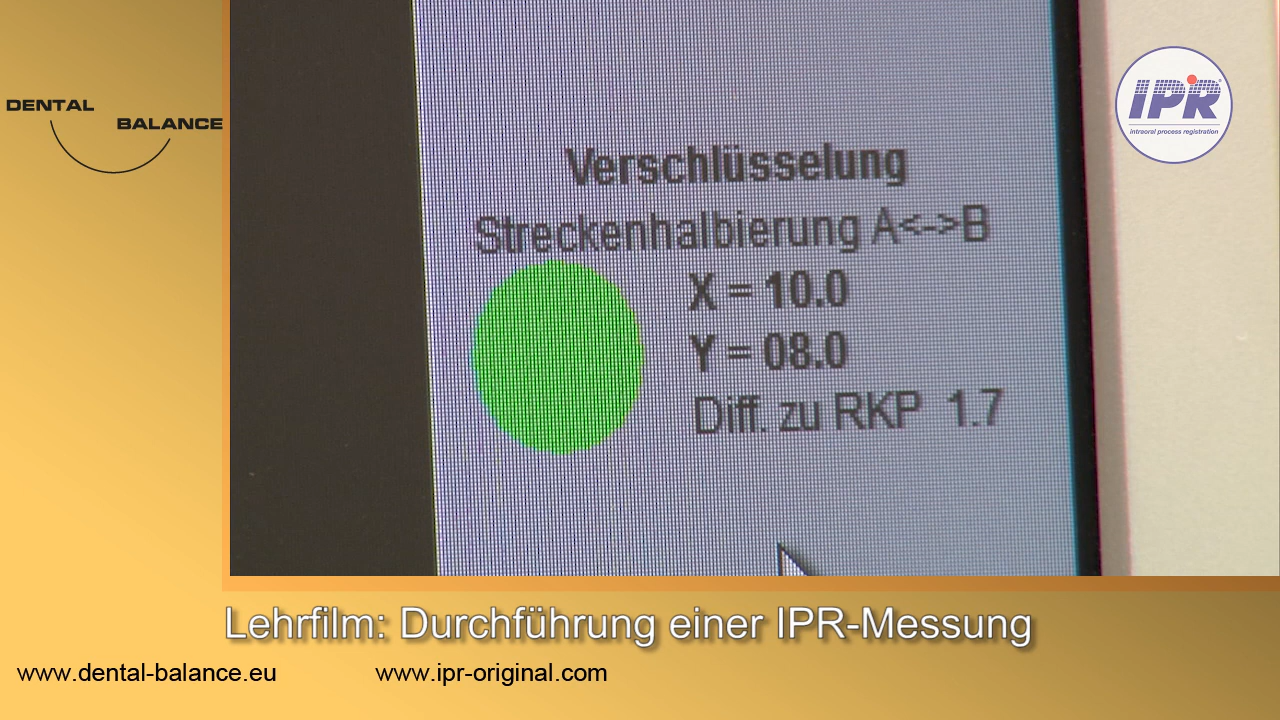 DENTAL
BALANCE
IPR
intraoral process registration
Verschlüsselung
Streckenhalbierung A<-->B
X = 10.0
Y = 08.0
Diff. zu RKP 1.7
Lehrfilm: Durchführung einer IPR-Messung
www.dental-balance.eu
www.ipr-original.com